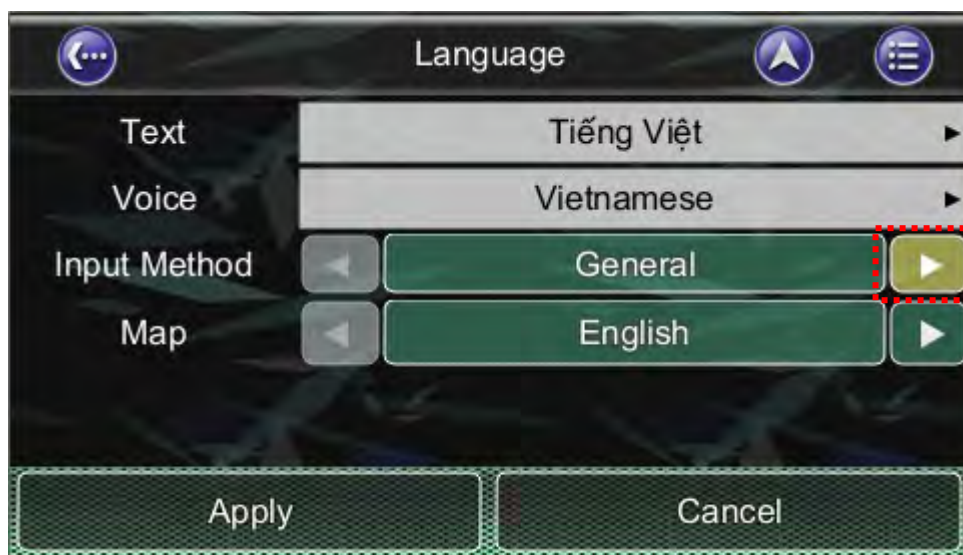 Language
Text Tiếng Việt
Voice Vietnamese
Input Method General
Map English
Apply Cancel